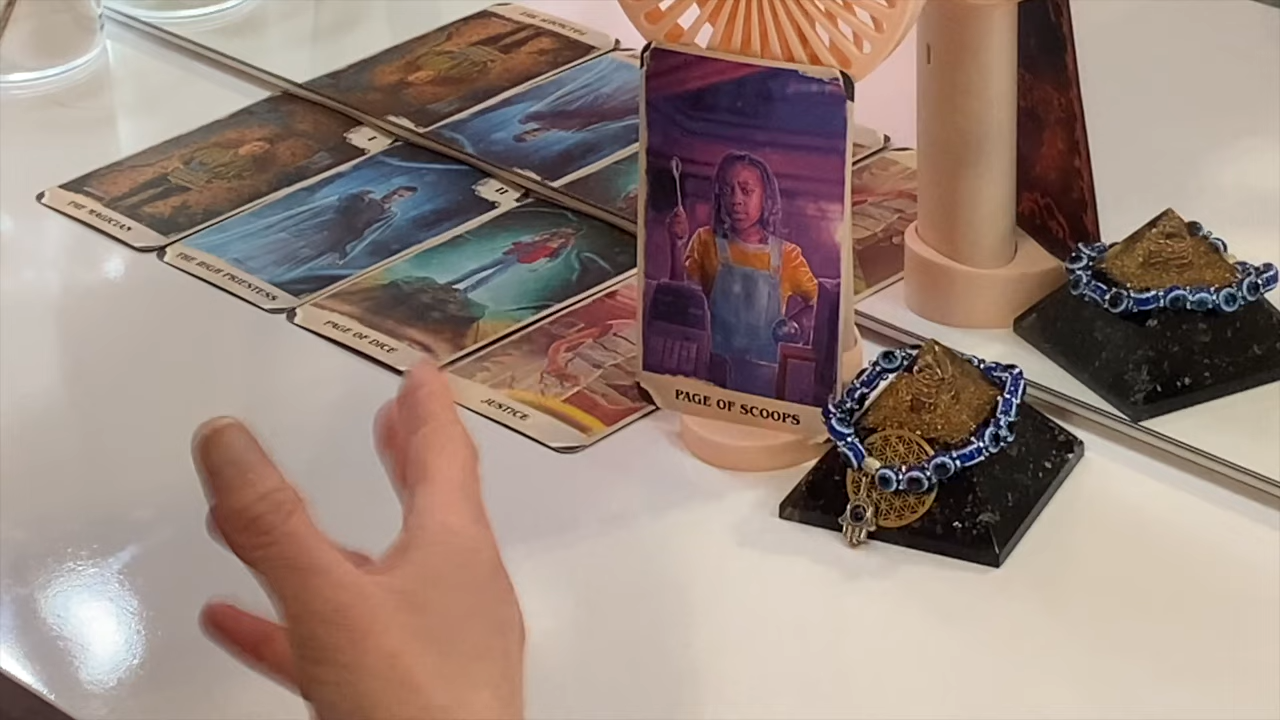 I
THE MAGICIAN
II
THE HIGH PRIESTESS
PAGE OF DICE
JUSTICE
PAGE OF SCOOPS